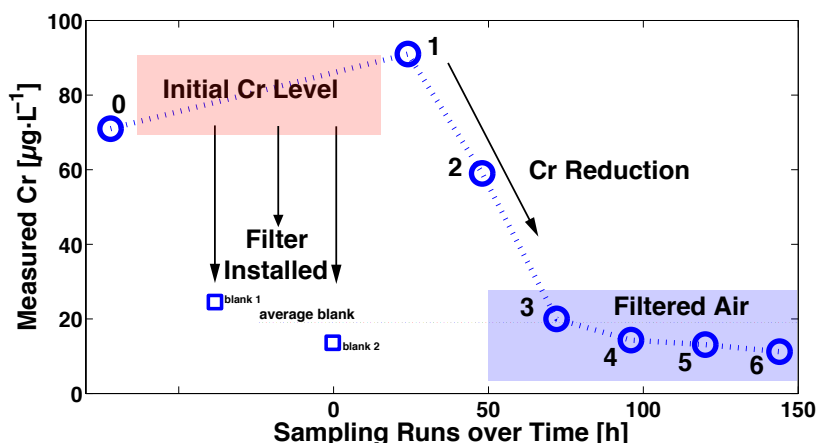 100
80
60
40
20
0
Measured Cr [µg·L⁻¹]
0
Initial Cr Level
1
2
Cr Reduction
Filter
Installed
blank 1
average blank
blank 2
3
Filtered Air
4
5
6
0
50
100
150
Sampling Runs over Time [h]